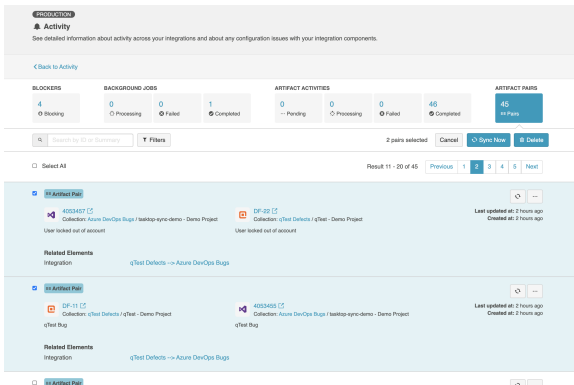 PRODUCTION
Activity
See detailed information about activity across your integrations and about any configuration issues with your integration components.
Back to Activity
BLOCKERS BACKGROUND JOBS ARTIFACT ACTIVITIES ARTIFACT PAIRS
4 0 0 1 0 0 0 46 45
Blocking Processing Failed Completed Pending Processing Failed Completed Pairs
Search by ID or Summary Filters 2 pairs selected Cancel Sync Now Delete
Select All Result 11 - 20 of 45 Previous 1 2 3 4 5 Next
Artifact Pair
4053457 DF-22 Last updated at: 2 hours ago
Collection: Azure DevOps Bugs / tasktop-sync-demo - Demo Project Collection: qTest Defects / qTest - Demo Project Created at: 2 hours ago
User locked out of account User locked out of account
Related Elements
Integration qTest Defects --> Azure DevOps Bugs
Artifact Pair
DF-11 4053455 Last updated at: 2 hours ago
Collection: qTest Defects / qTest - Demo Project Collection: Azure DevOps Bugs / tasktop-sync-demo - Demo Project Created at: 2 hours ago
qTest Bug qTest Bug
Related Elements
Integration qTest Defects --> Azure DevOps Bugs
Artifact Pair